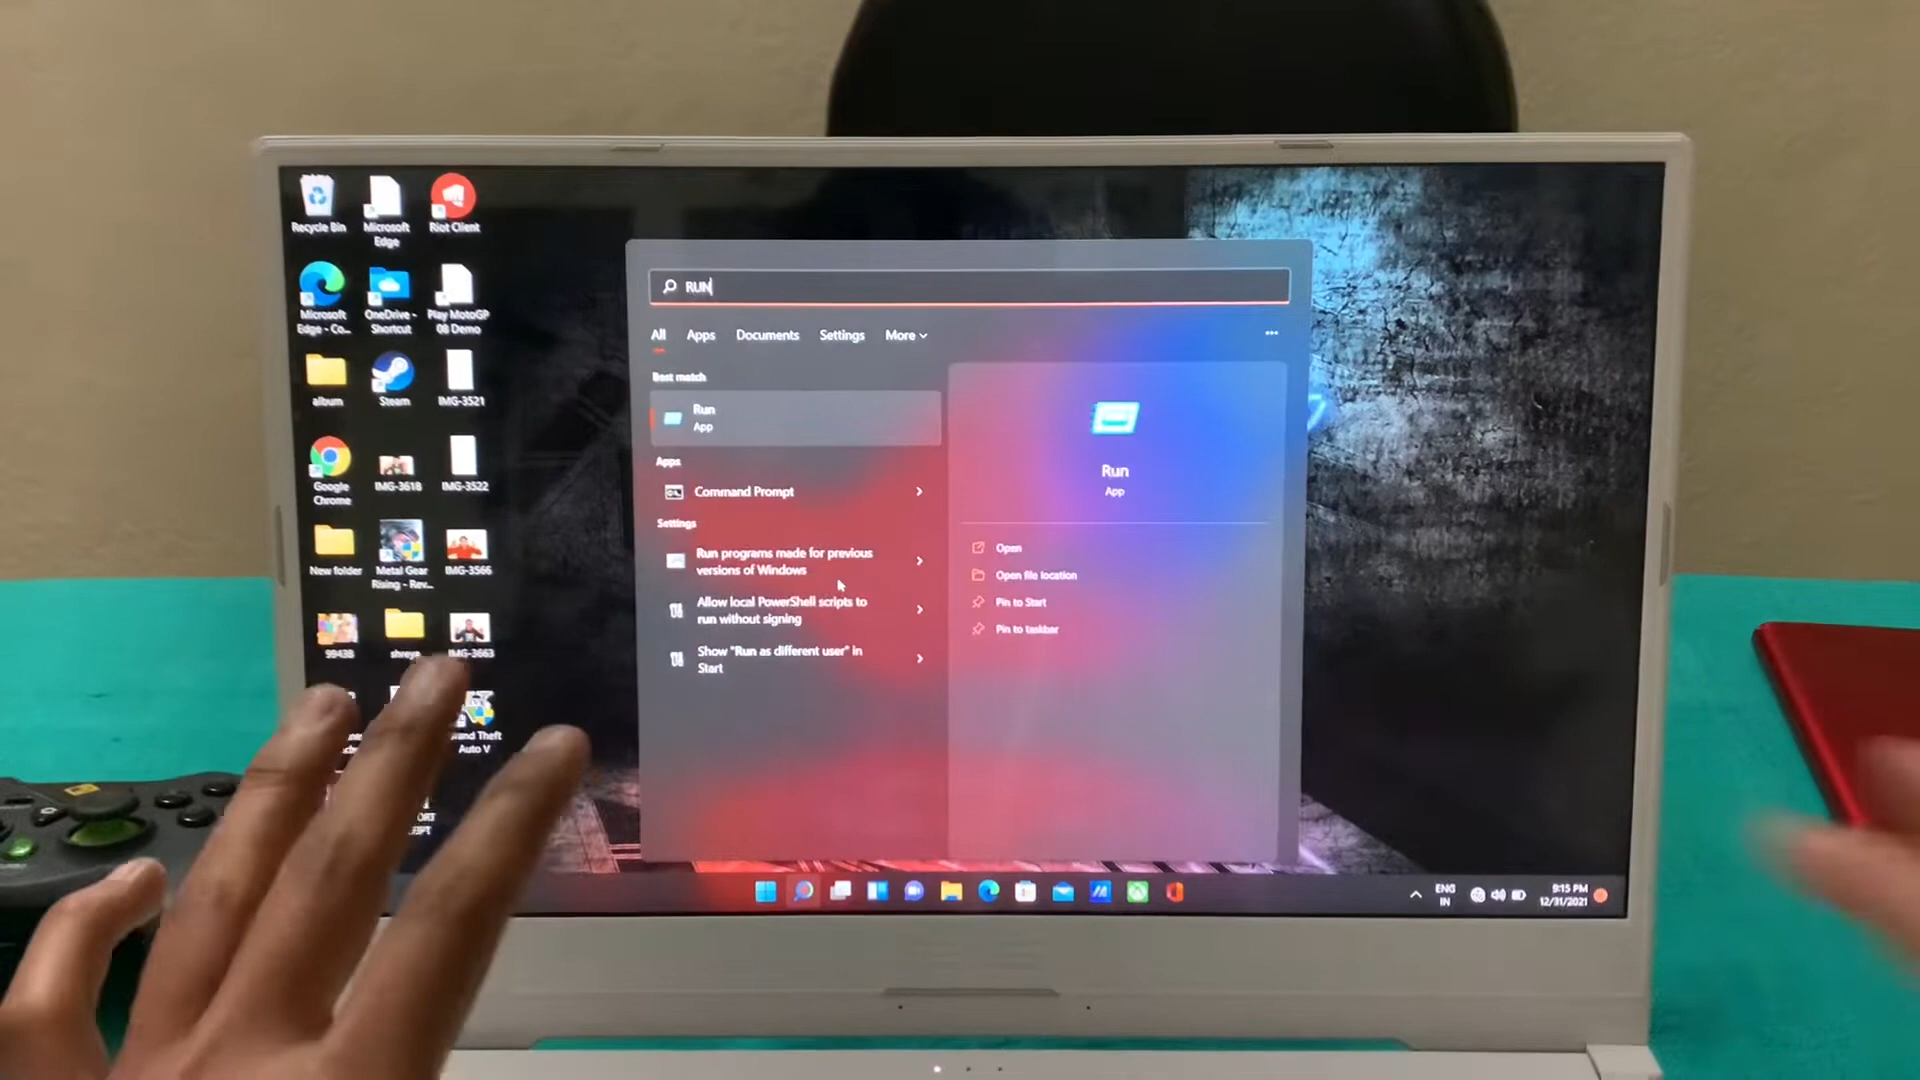 Recycle Bin
Microsoft
Edge
Riot Client
Microsoft
Edge - Co...
OneDrive -
Shortcut
Play MotoGP
08 Demo
album
Steam
IMG-3521
Google
Chrome
IMG-3618
IMG-3522
New folder
Metal Gear
Rising - Rev...
IMG-3566
9943B
shreya
IMG-3663
and Theft
Auto V
RUN
All
Apps
Documents
Settings
More
Best match
Run
App
Apps
Command Prompt
Settings
Run programs made for previous
versions of Windows
Allow local PowerShell scripts to
run without signing
Show "Run as different user" in
Start
Run
App
Open
Open file location
Pin to Start
Pin to taskbar
ENG
IN
9:15 PM
12/31/2021